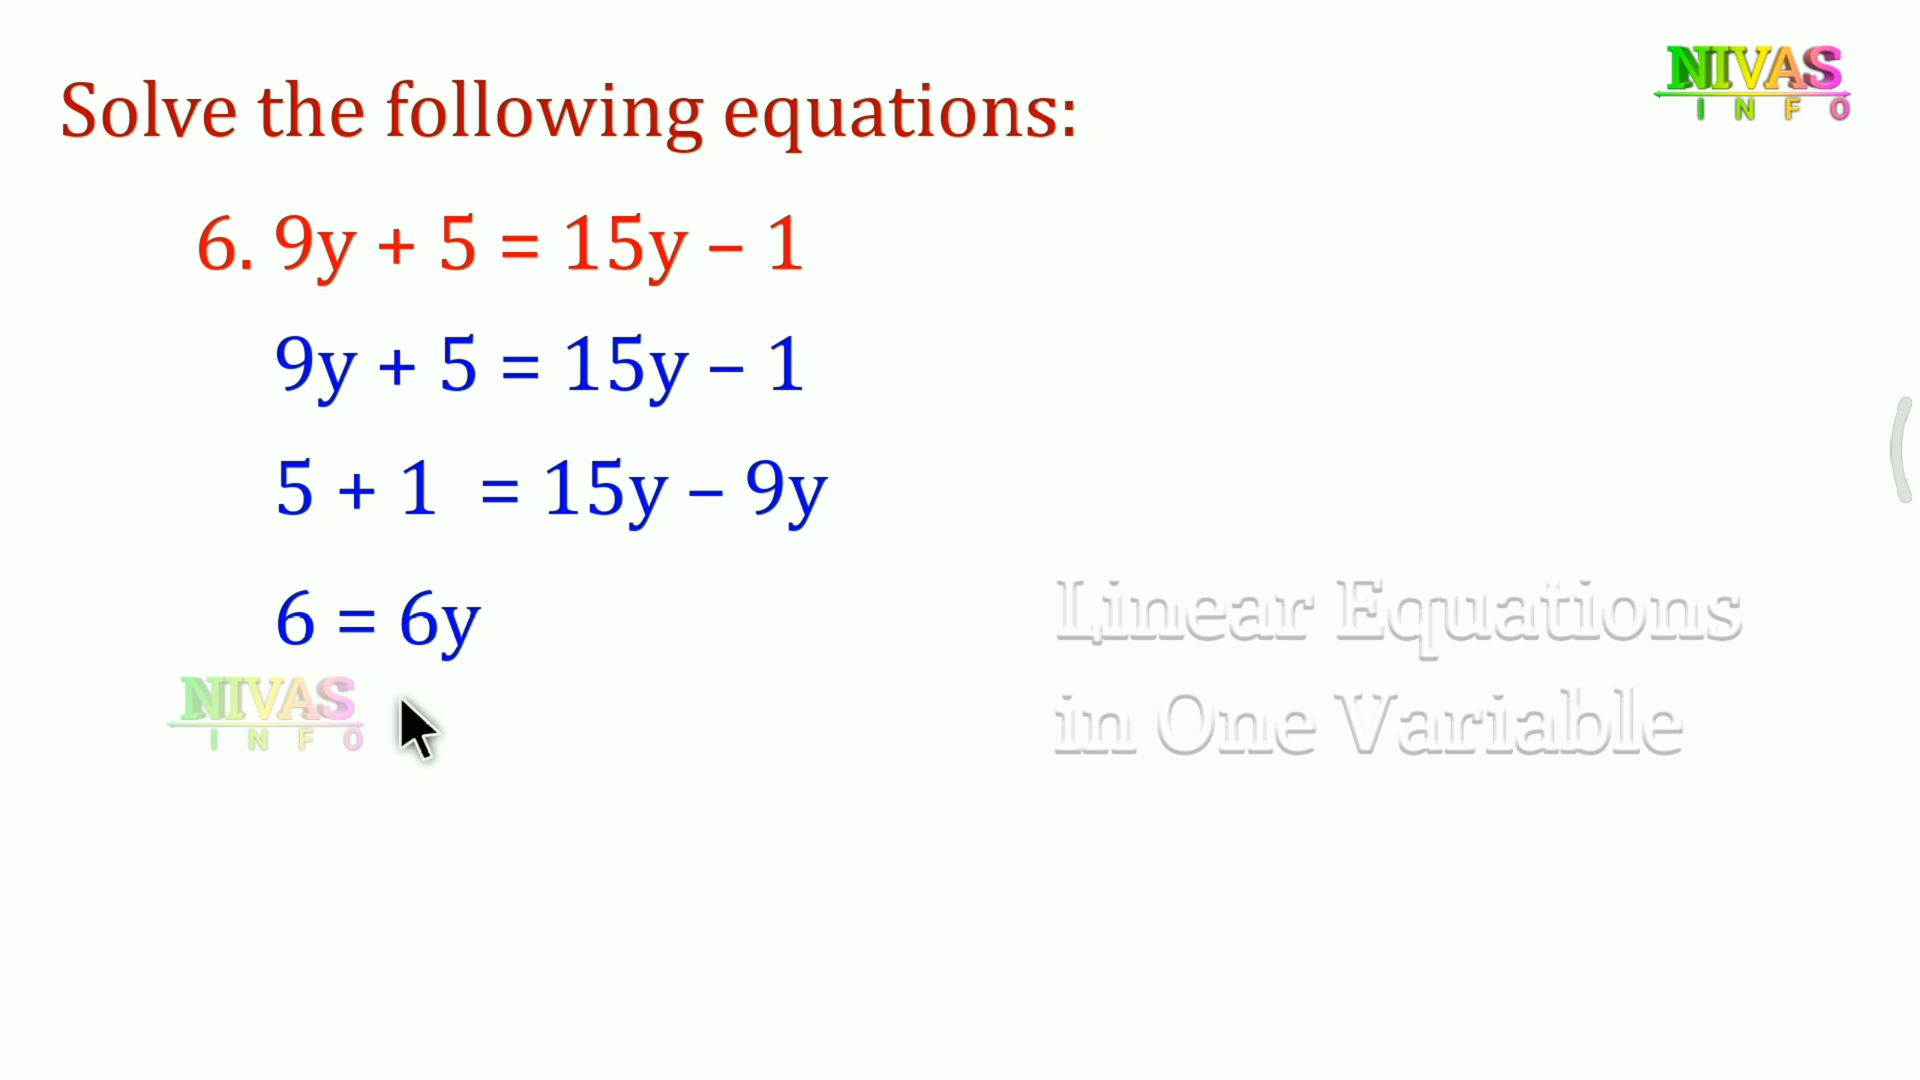 NIVAS
INFO
Solve the following equations:
6. 9y + 5 = 15y – 1
9y + 5 = 15y – 1
5 + 1 = 15y – 9y
6 = 6y
NIVAS
INFO
Linear Equations
in One Variable